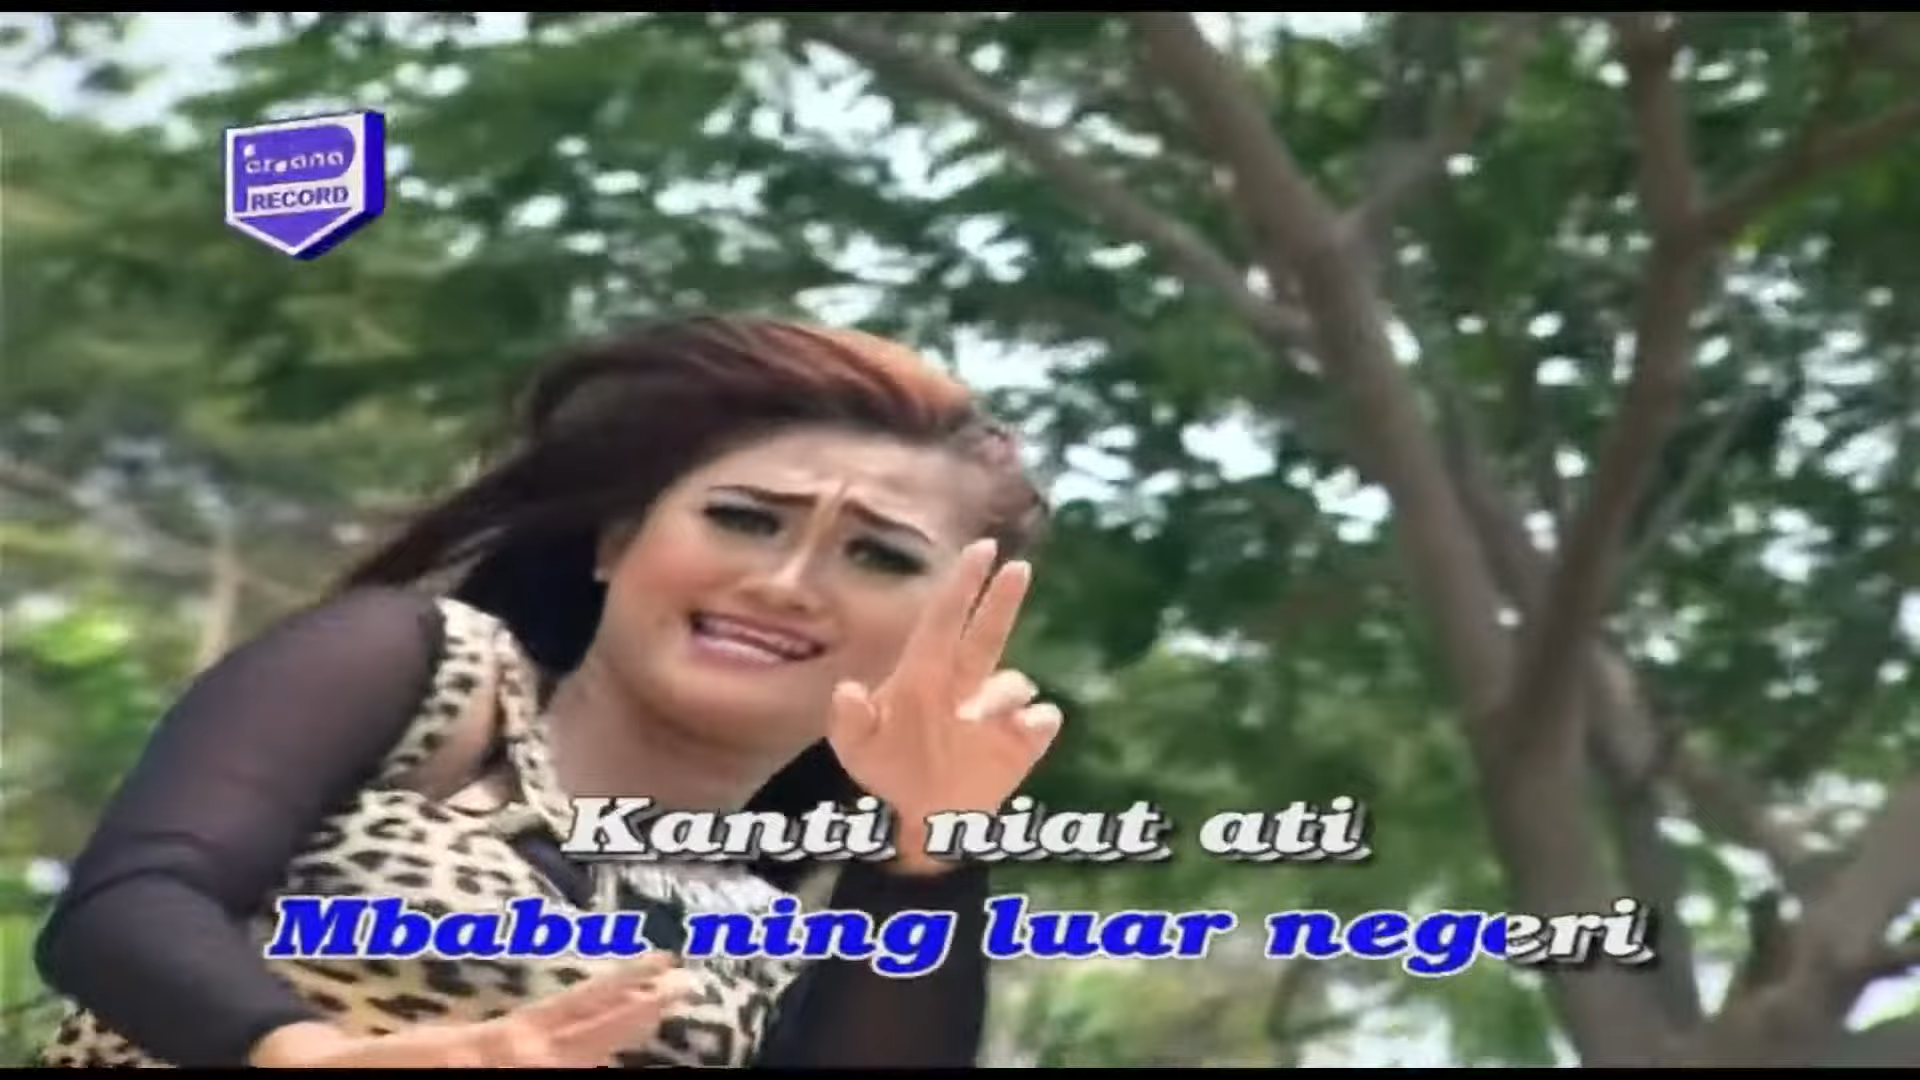 RECORD
Kanti niat ati
Mbabu ning luar negeri